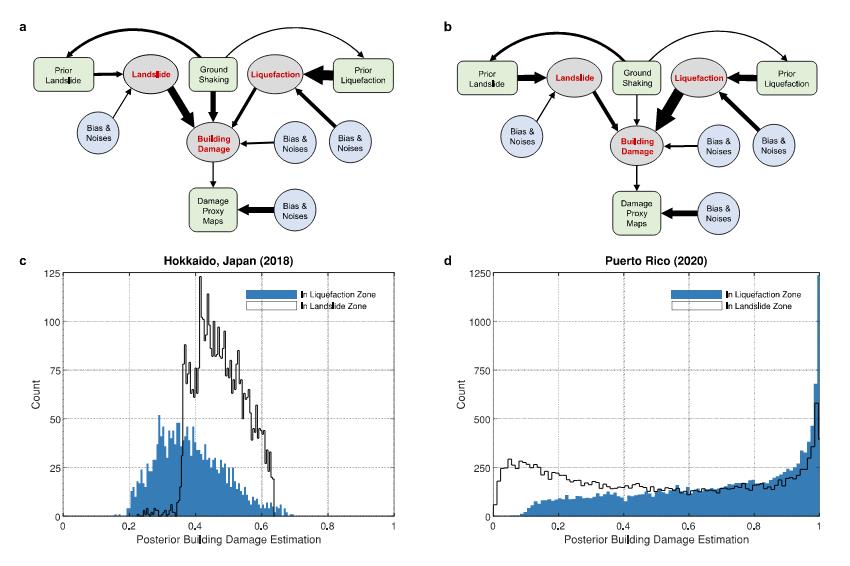 a
Prior
Landslide
Landslide
Ground
Shaking
Liquefaction
Prior
Liquefaction
Bias &
Noises
Building
Damage
Bias &
Noises
Bias &
Noises
Damage
Proxy
Maps
Bias &
Noises
b
Prior
Landslide
Landslide
Ground
Shaking
Liquefaction
Prior
Liquefaction
Bias &
Noises
Building
Damage
Bias &
Noises
Bias &
Noises
Damage
Proxy
Maps
Bias &
Noises
c
Hokkaido, Japan (2018)
125
100
75
50
25
0
Count
In Liquefaction Zone
In Landslide Zone
0 0.2 0.4 0.6 0.8 1
Posterior Building Damage Estimation
d
Puerto Rico (2020)
1250
1000
750
500
250
0
Count
In Liquefaction Zone
In Landslide Zone
0 0.2 0.4 0.6 0.8 1
Posterior Building Damage Estimation